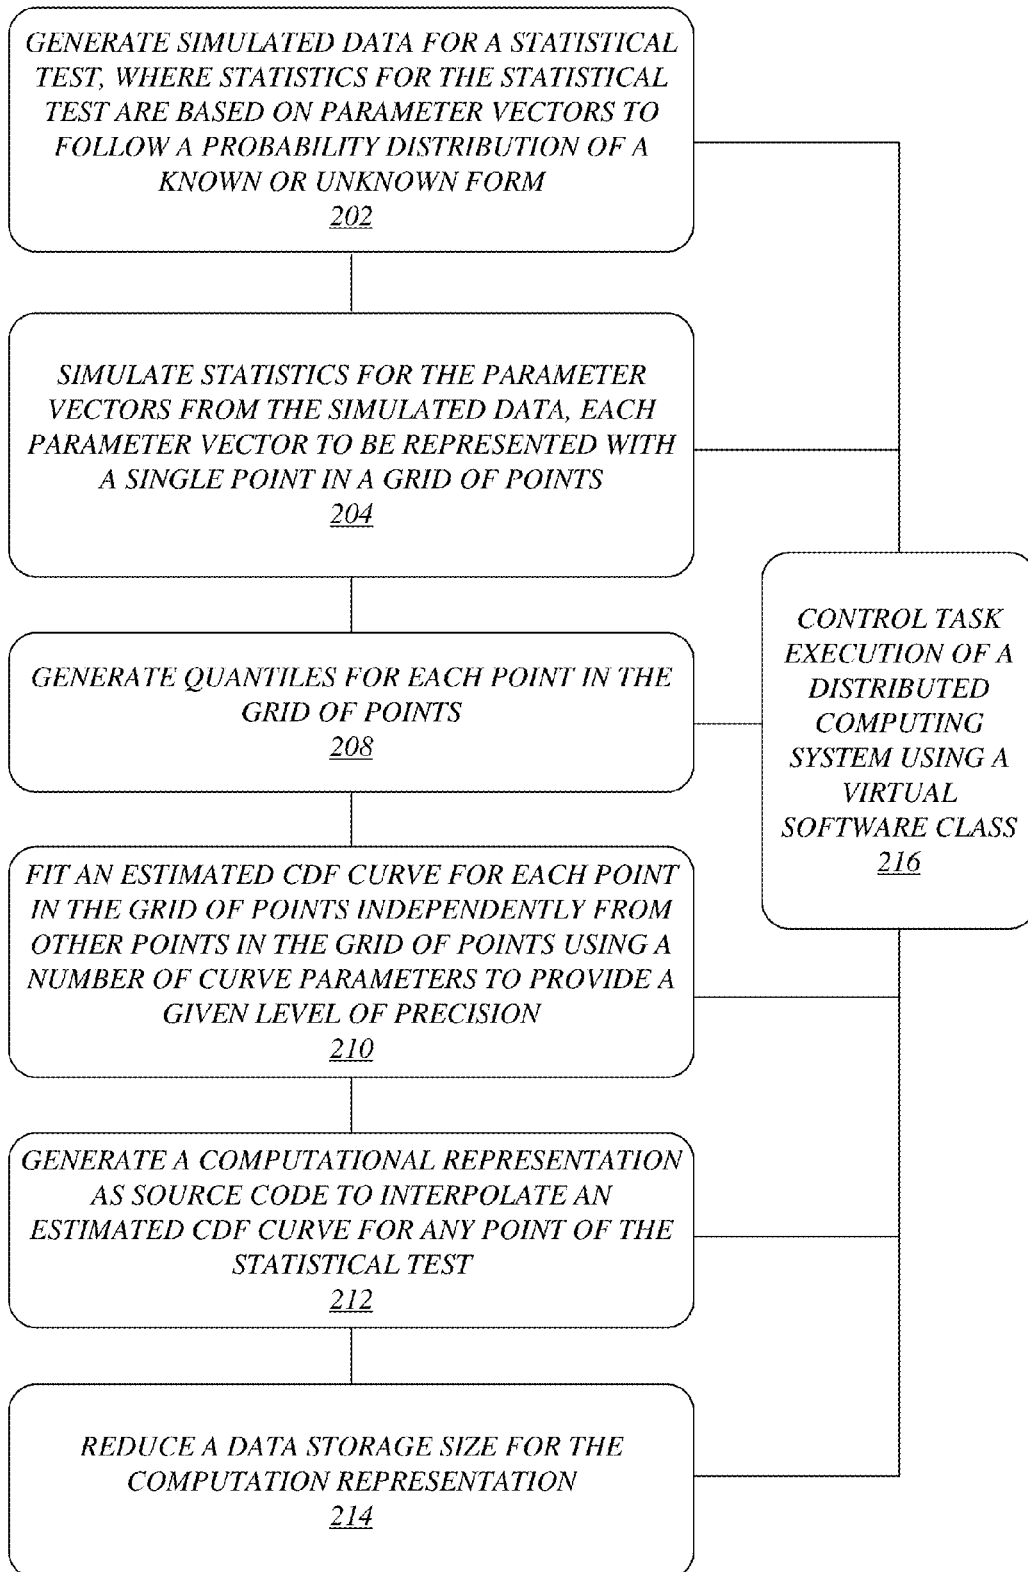 GENERATE SIMULATED DATA FOR A STATISTICAL
TEST, WHERE STATISTICS FOR THE STATISTICAL
TEST ARE BASED ON PARAMETER VECTORS TO
FOLLOW A PROBABILITY DISTRIBUTION OF A
KNOWN OR UNKNOWN FORM
202
SIMULATE STATISTICS FOR THE PARAMETER
VECTORS FROM THE SIMULATED DATA, EACH
PARAMETER VECTOR TO BE REPRESENTED WITH
A SINGLE POINT IN A GRID OF POINTS
204
GENERATE QUANTILES FOR EACH POINT IN THE
GRID OF POINTS
208
FIT AN ESTIMATED CDF CURVE FOR EACH POINT
IN THE GRID OF POINTS INDEPENDENTLY FROM
OTHER POINTS IN THE GRID OF POINTS USING A
NUMBER OF CURVE PARAMETERS TO PROVIDE A
GIVEN LEVEL OF PRECISION
210
GENERATE A COMPUTATIONAL REPRESENTATION
AS SOURCE CODE TO INTERPOLATE AN
ESTIMATED CDF CURVE FOR ANY POINT OF THE
STATISTICAL TEST
212
REDUCE A DATA STORAGE SIZE FOR THE
COMPUTATION REPRESENTATION
214
CONTROL TASK
EXECUTION OF A
DISTRIBUTED
COMPUTING
SYSTEM USING A
VIRTUAL
SOFTWARE CLASS
216